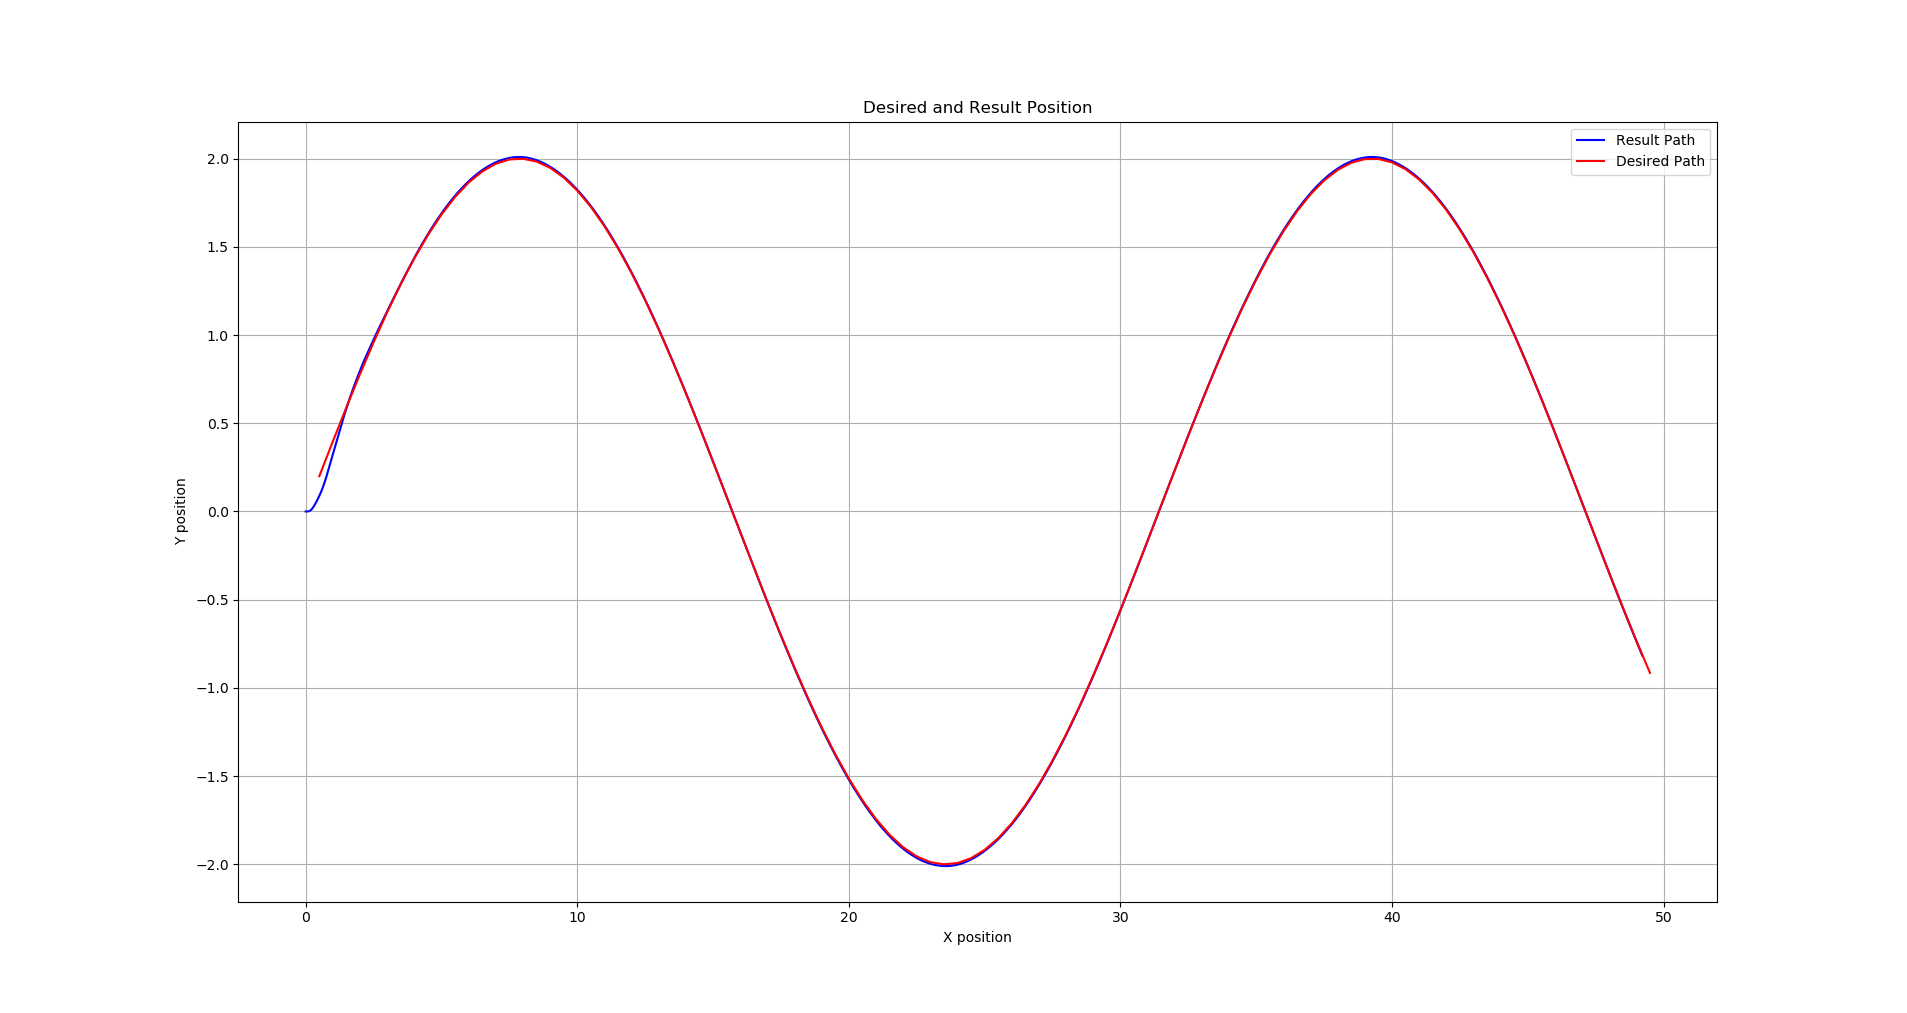 Desired and Result Position
Result Path
Desired Path
2.0
1.5
1.0
0.5
0.0
−0.5
−1.0
−1.5
−2.0
Y position
0 10 20 30 40 50
X position